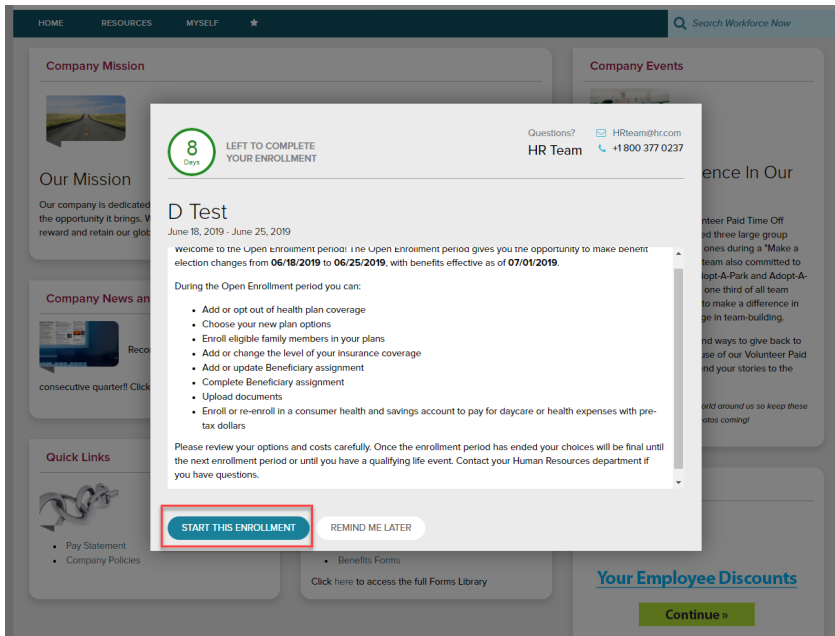 HOME RESOURCES MYSELF
Search Workforce Now
Company Mission
Our Mission
Our company is dedicated
the opportunity it brings. W
reward and retain our glob
Company News an
Reco
consecutive quarter!! Click
Quick Links
Pay Statement
Company Policies
8
Days
LEFT TO COMPLETE
YOUR ENROLLMENT
Questions?
HR Team
HRteam@hr.com
+1 800 377 0237
D Test
June 18, 2019 - June 25, 2019
Welcome to the Open Enrollment period! The Open Enrollment period gives you the opportunity to make benefit
election changes from 06/18/2019 to 06/25/2019, with benefits effective as of 07/01/2019.
During the Open Enrollment period you can:
Add or opt out of health plan coverage
Choose your new plan options
Enroll eligible family members in your plans
Add or change the level of your insurance coverage
Add or update Beneficiary assignment
Complete Beneficiary assignment
Upload documents
Enroll or re-enroll in a consumer health and savings account to pay for daycare or health expenses with pre-
tax dollars
Please review your options and costs carefully. Once the enrollment period has ended your choices will be final until
the next enrollment period or until you have a qualifying life event. Contact your Human Resources department if
you have questions.
START THIS ENROLLMENT
REMIND ME LATER
Benefits Forms
Click here to access the full Forms Library
Company Events
ence In Our
nteer Paid Time Off
ed three large group
ones during a "Make a
team also committed to
dopt-A-Park and Adopt-A-
one third of all team
to make a difference in
ge in team-building.
nd ways to give back to
use of our Volunteer Paid
nd your stories to the
orld around us so keep these
otos coming!
Your Employee Discounts
Continue »